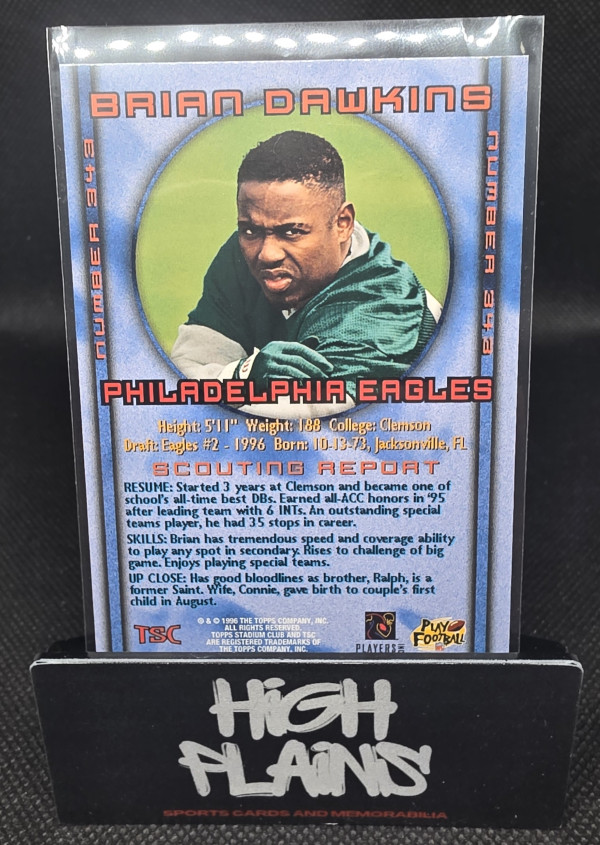 BRIAN DAWKINS
NUMBER 343
NUMBER 343
PHILADELPHIA EAGLES
Height: 5'11" Weight: 188 College: Clemson
Draft: Eagles #2 - 1996 Born: 10-13-73, Jacksonville, FL
SCOUTING REPORT
RESUME: Started 3 years at Clemson and became one of
school's all-time best DBs. Earned all-ACC honors in '95
after leading team with 6 INTs. An outstanding special
teams player, he had 35 stops in career.
SKILLS: Brian has tremendous speed and coverage ability
to play any spot in secondary. Rises to challenge of big
game. Enjoys playing special teams.
UP CLOSE: Has good bloodlines as brother, Ralph, is a
former Saint. Wife, Connie, gave birth to couple's first
child in August.
TSC
® & © 1996 THE TOPPS COMPANY, INC.
ALL RIGHTS RESERVED.
TOPPS STADIUM CLUB AND TSC
ARE REGISTERED TRADEMARKS OF
THE TOPPS COMPANY, INC.
PLAYERS INC
PLAY
FOOTBALL
HIGH
PLAINS
SPORTS CARDS AND MEMORABILIA